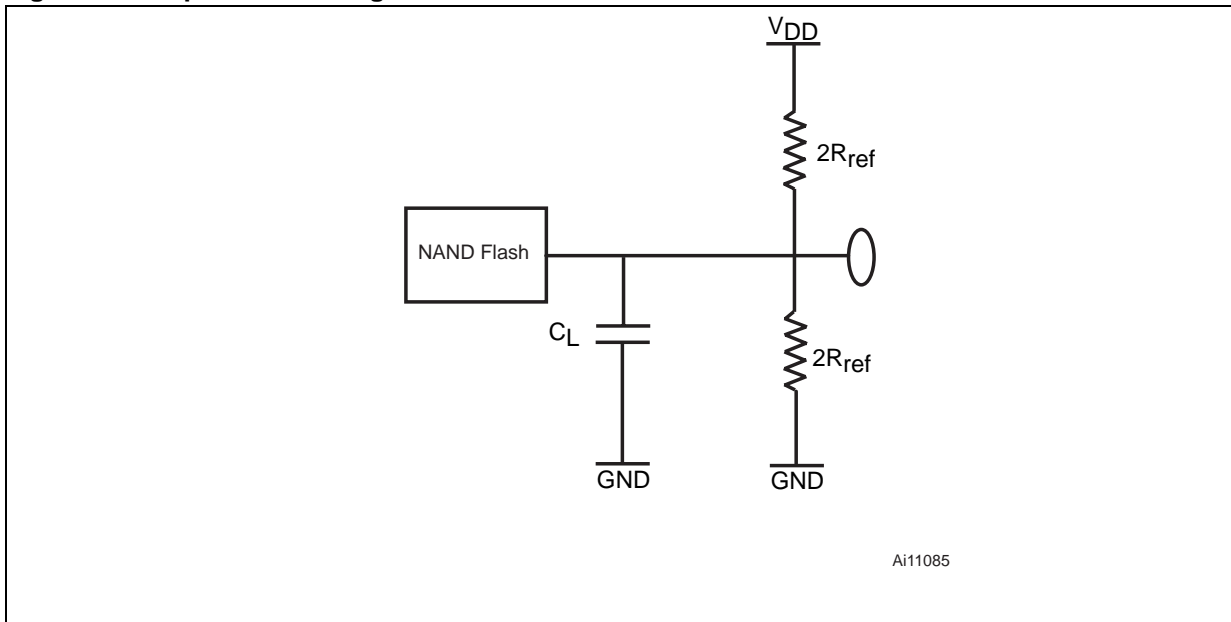 VDD
2Rref
NAND Flash
CL
2Rref
GND
GND
Ai11085